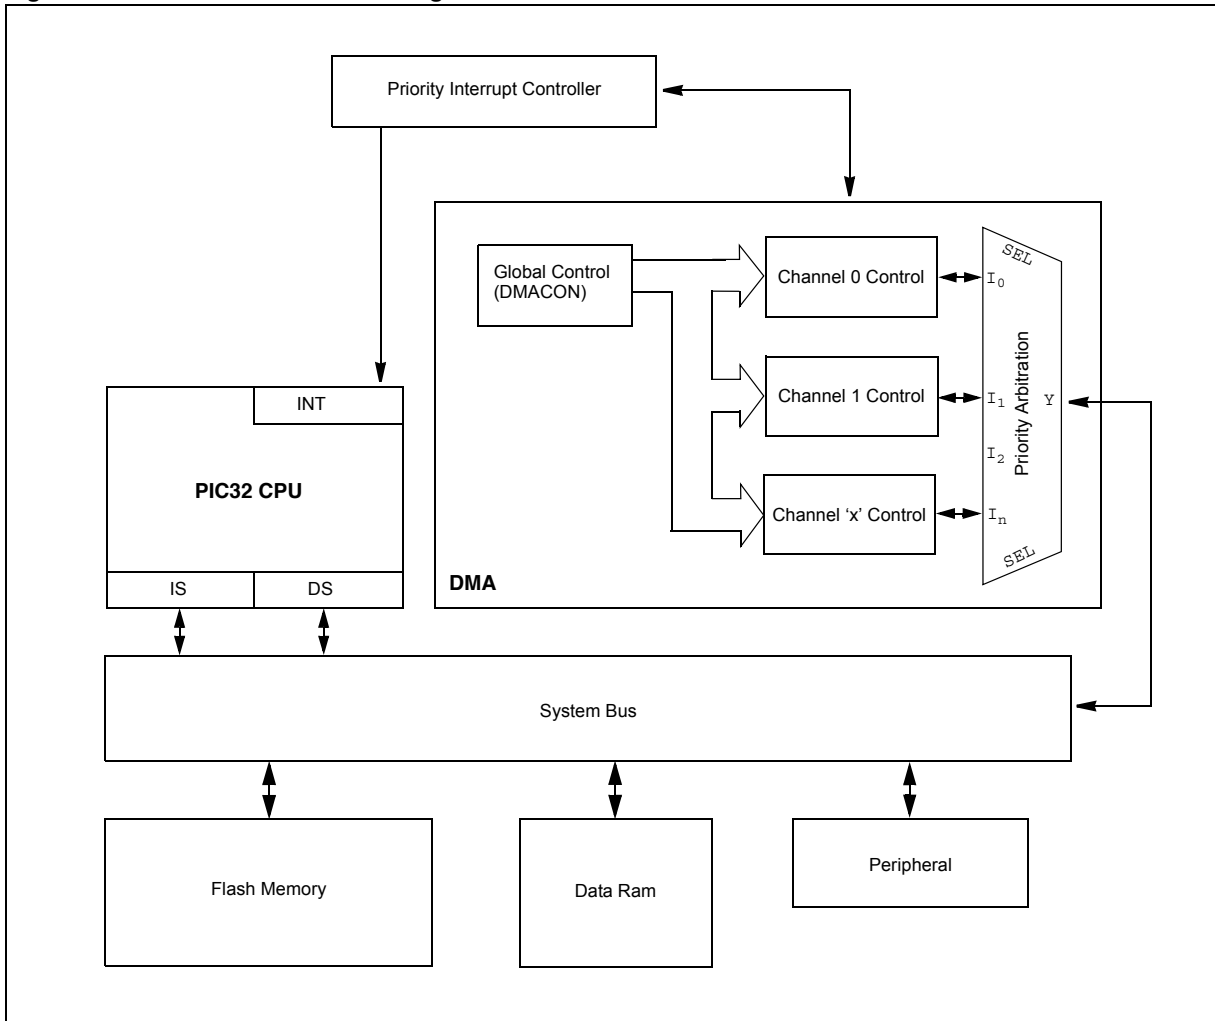 Priority Interrupt Controller
Global Control
(DMACON)
Channel 0 Control
SEL
I0
Channel 1 Control
I1
Priority Arbitration
Y
I2
Channel ‘x’ Control
In
SEL
DMA
INT
PIC32 CPU
IS
DS
System Bus
Flash Memory
Data Ram
Peripheral